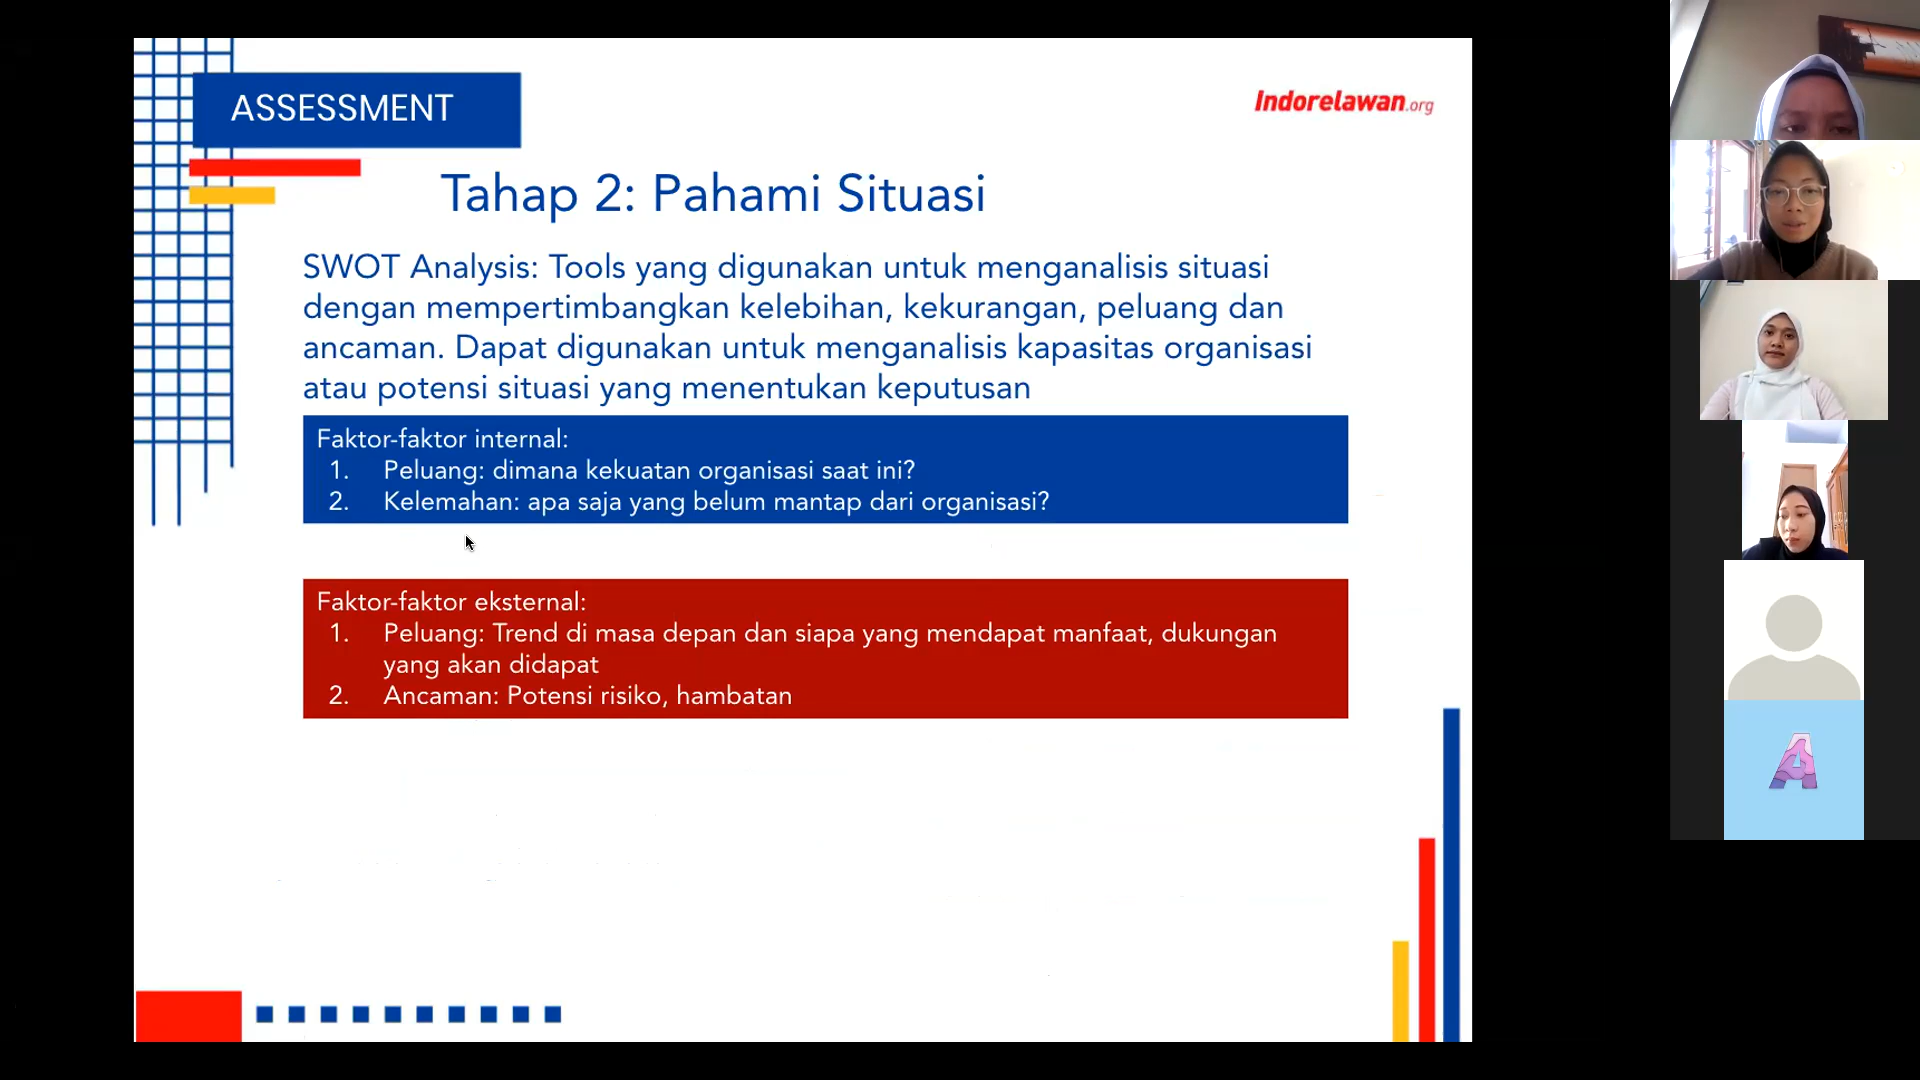 ASSESSMENT
Indorelawan.org
Tahap 2: Pahami Situasi
SWOT Analysis: Tools yang digunakan untuk menganalisis situasi
dengan mempertimbangkan kelebihan, kekurangan, peluang dan
ancaman. Dapat digunakan untuk menganalisis kapasitas organisasi
atau potensi situasi yang menentukan keputusan
Faktor-faktor internal:
1. Peluang: dimana kekuatan organisasi saat ini?
2. Kelemahan: apa saja yang belum mantap dari organisasi?
Faktor-faktor eksternal:
1. Peluang: Trend di masa depan dan siapa yang mendapat manfaat, dukungan
yang akan didapat
2. Ancaman: Potensi risiko, hambatan
A